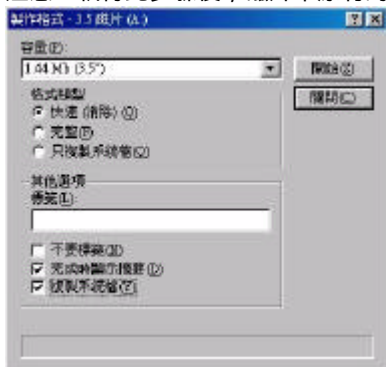 製作格式 - 3.5 磁片 (A:)
容量(P):
1.44 MB (3.5")
開始(S)
關閉(C)
格式類型
快速 (清除) (Q)
完整(F)
只複製系統檔(O)
其他選項
標籤(L):
不要標籤(N)
完成時顯示摘要(D)
複製系統檔(Y)